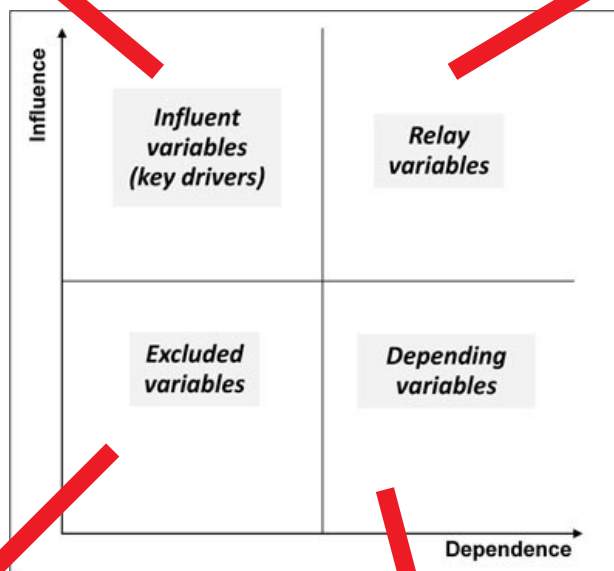 Influence
Influent
variables
(key drivers)
Relay
variables
Excluded
variables
Depending
variables
Dependence